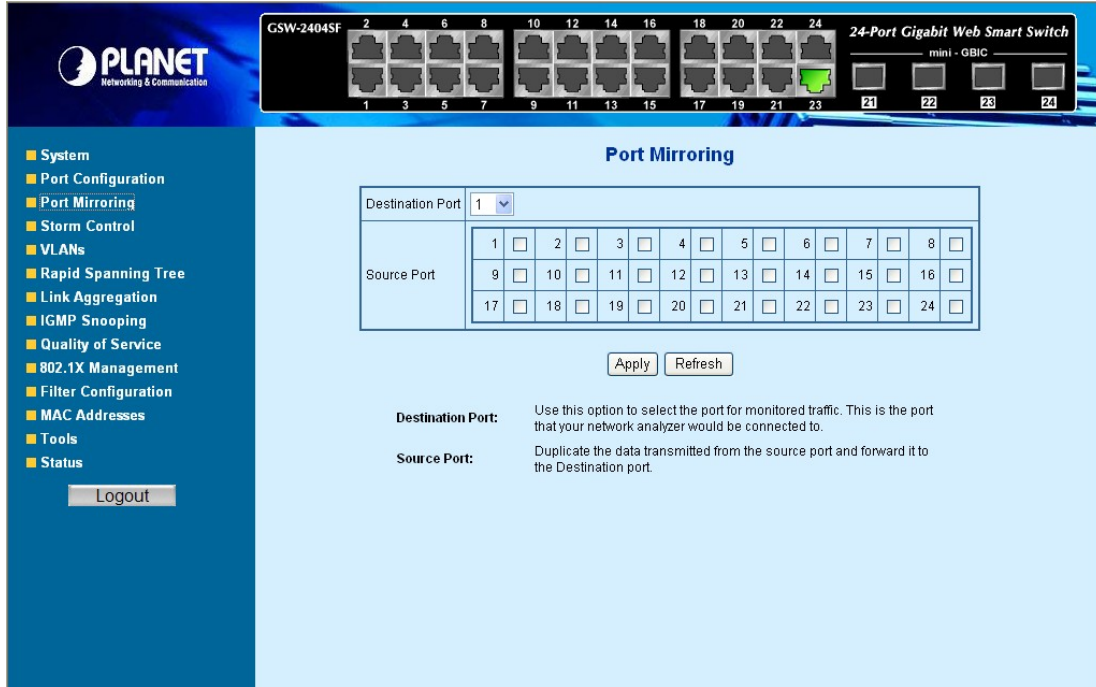 GSW-2404SF
2 4 6 8 10 12 14 16 18 20 22 24
24-Port Gigabit Web Smart Switch
mini - GBIC
PLANET
Networking & Communication
1 3 5 7 9 11 13 15 17 19 21 23
21 22 23 24
System
Port Configuration
Port Mirroring
Storm Control
VLANs
Rapid Spanning Tree
Link Aggregation
IGMP Snooping
Quality of Service
802.1X Management
Filter Configuration
MAC Addresses
Tools
Status
Logout
Port Mirroring
Destination Port 1
Source Port
1 2 3 4 5 6 7 8
9 10 11 12 13 14 15 16
17 18 19 20 21 22 23 24
Apply Refresh
Destination Port: Use this option to select the port for monitored traffic. This is the port
that your network analyzer would be connected to.
Source Port: Duplicate the data transmitted from the source port and forward it to
the Destination port.